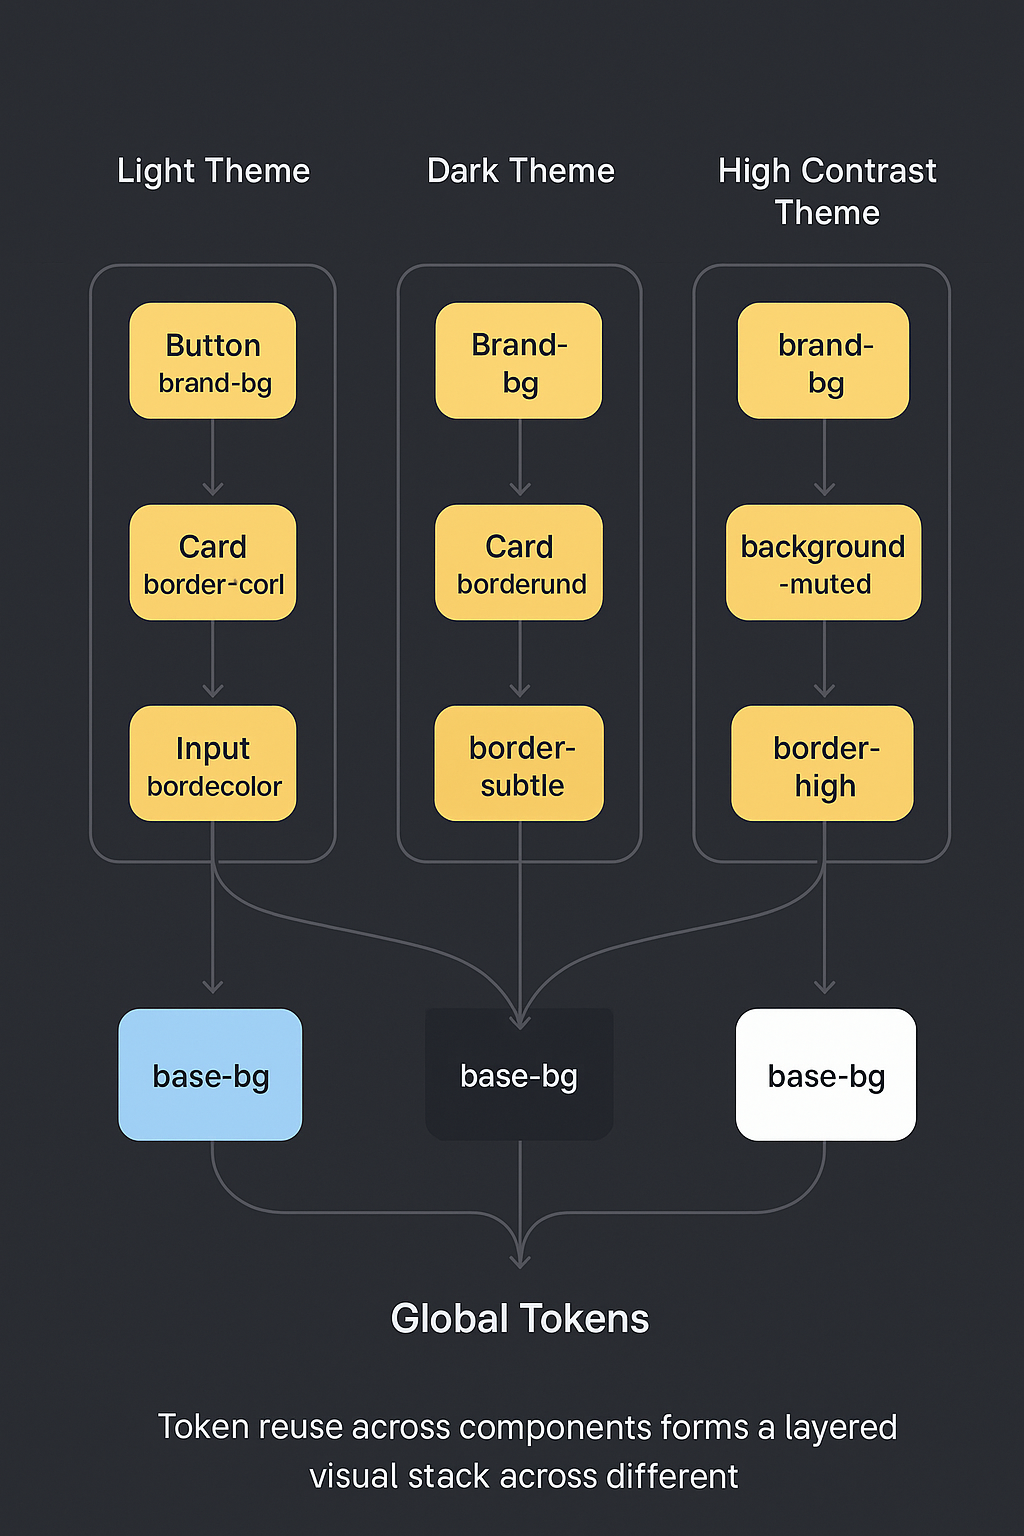 Light Theme
Dark Theme
High Contrast
Theme
Button
brand-bg
Card
border-corl
Input
bordecolor
Brand-
bg
Card
borderund
border-
subtle
brand-
bg
background
-muted
border-
high
base-bg
base-bg
base-bg
Global Tokens
Token reuse across components forms a layered
visual stack across different